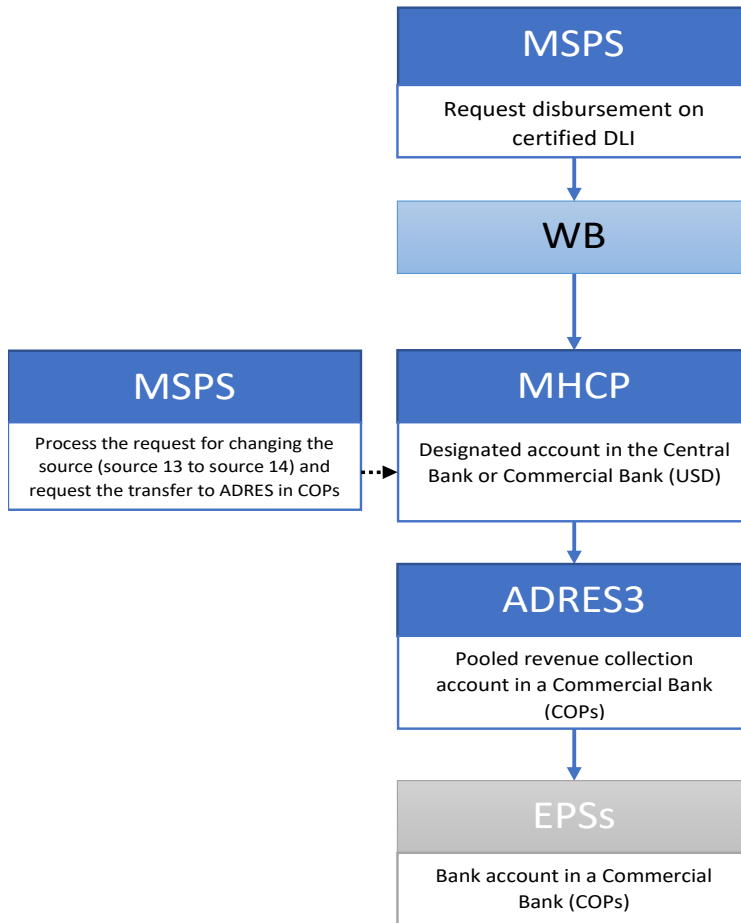 MSPS
Request disbursement on
certified DLI
WB
MSPS
Process the request for changing the
source (source 13 to source 14) and
request the transfer to ADRES in COPs
MHCP
Designated account in the Central
Bank or Commercial Bank (USD)
ADRES3
Pooled revenue collection
account in a Commercial Bank
(COPs)
EPSs
Bank account in a Commercial
Bank (COPs)